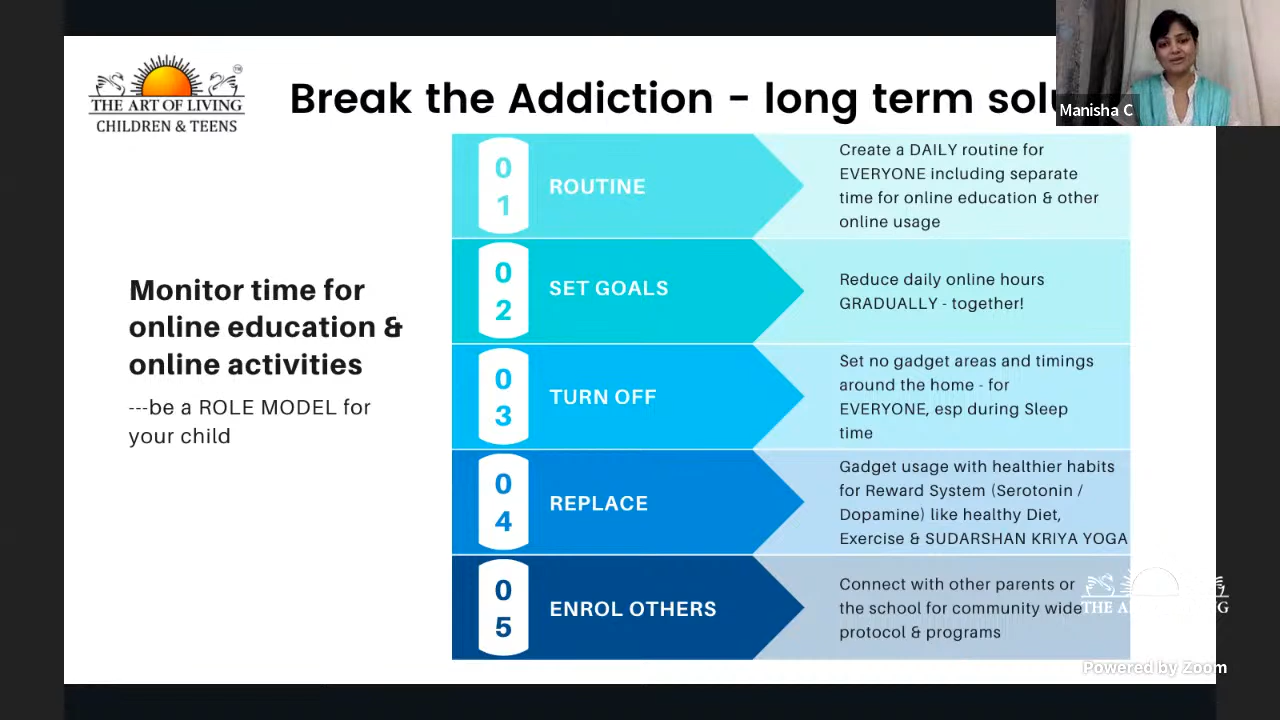 THE ART OF LIVING
TM
CHILDREN & TEENS
Break the Addiction - long term solu
Manisha C
Monitor time for
online education &
online activities
---be a ROLE MODEL for
your child
0
1
ROUTINE
Create a DAILY routine for
EVERYONE including separate
time for online education & other
online usage
0
2
SET GOALS
Reduce daily online hours
GRADUALLY - together!
0
3
TURN OFF
Set no gadget areas and timings
around the home - for
EVERYONE, esp during Sleep
time
0
4
REPLACE
Gadget usage with healthier habits
for Reward System (Serotonin /
Dopamine) like healthy Diet,
Exercise & SUDARSHAN KRIYA YOGA
0
5
ENROL OTHERS
Connect with other parents or
the school for community wide
protocol & programs
Powered by Zoom